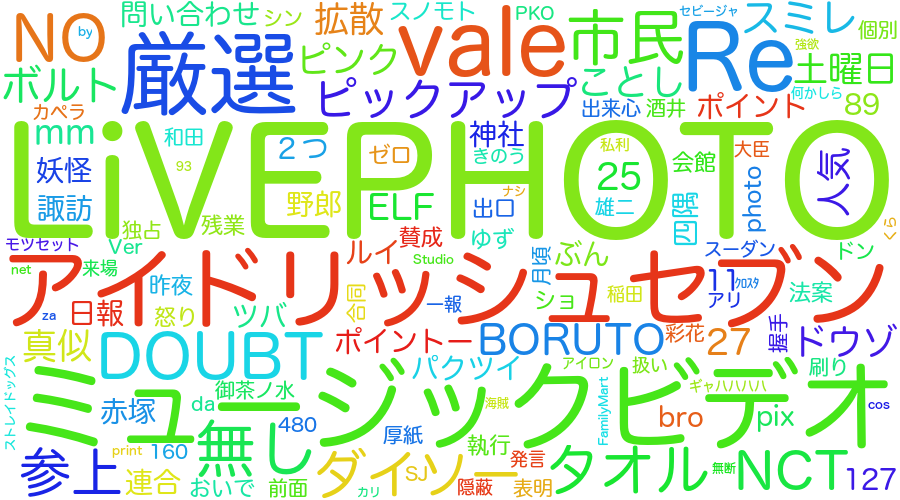 NO
by
問い合わせ
シン
拡散
スノモト
PKO
vale
市民
セピージャ
Re
スミレ
個別
強欲
ボルト
厳選
ピンク
ことし
土曜日
カペラ
ピックアップ
出来心
酒井
ポイント
何かしら
89
mm
和田
2つ
ゼロ
神社
きのう
私利
会館
大臣
人気
LiVEPHOTO
妖怪
93
25
諏訪
野郎
ELF
ナシ
出口
雄二
四隅
photo
くら
独占
残業
モツセット
Ver
ルイ
賛成
ゆず
ぶん
スーダン
ドン
net
来場
昨夜
Studio
月頃
アイドリッシュセブン
11
クロスタ
za
日報
怒り
ツバ
合同
一報
ショ
稲田
アリ
法案
真似
DOUBT
ポイントー
BORUTO
彩花
27
握手
ドウゾ
ストレイドッグス
パクツイ
アイロン
扱い
刷り
ミュージックビデオ
赤塚
da
御茶ノ水
海賊
FamilyMart
ギャハハハハ
cos
480
厚紙
bro
pix
print
160
無し
執行
参上
連合
おいで
前面
ダイソー
SJ
発言
タオル
無断
NCT
127
カリ
隠蔽
表明